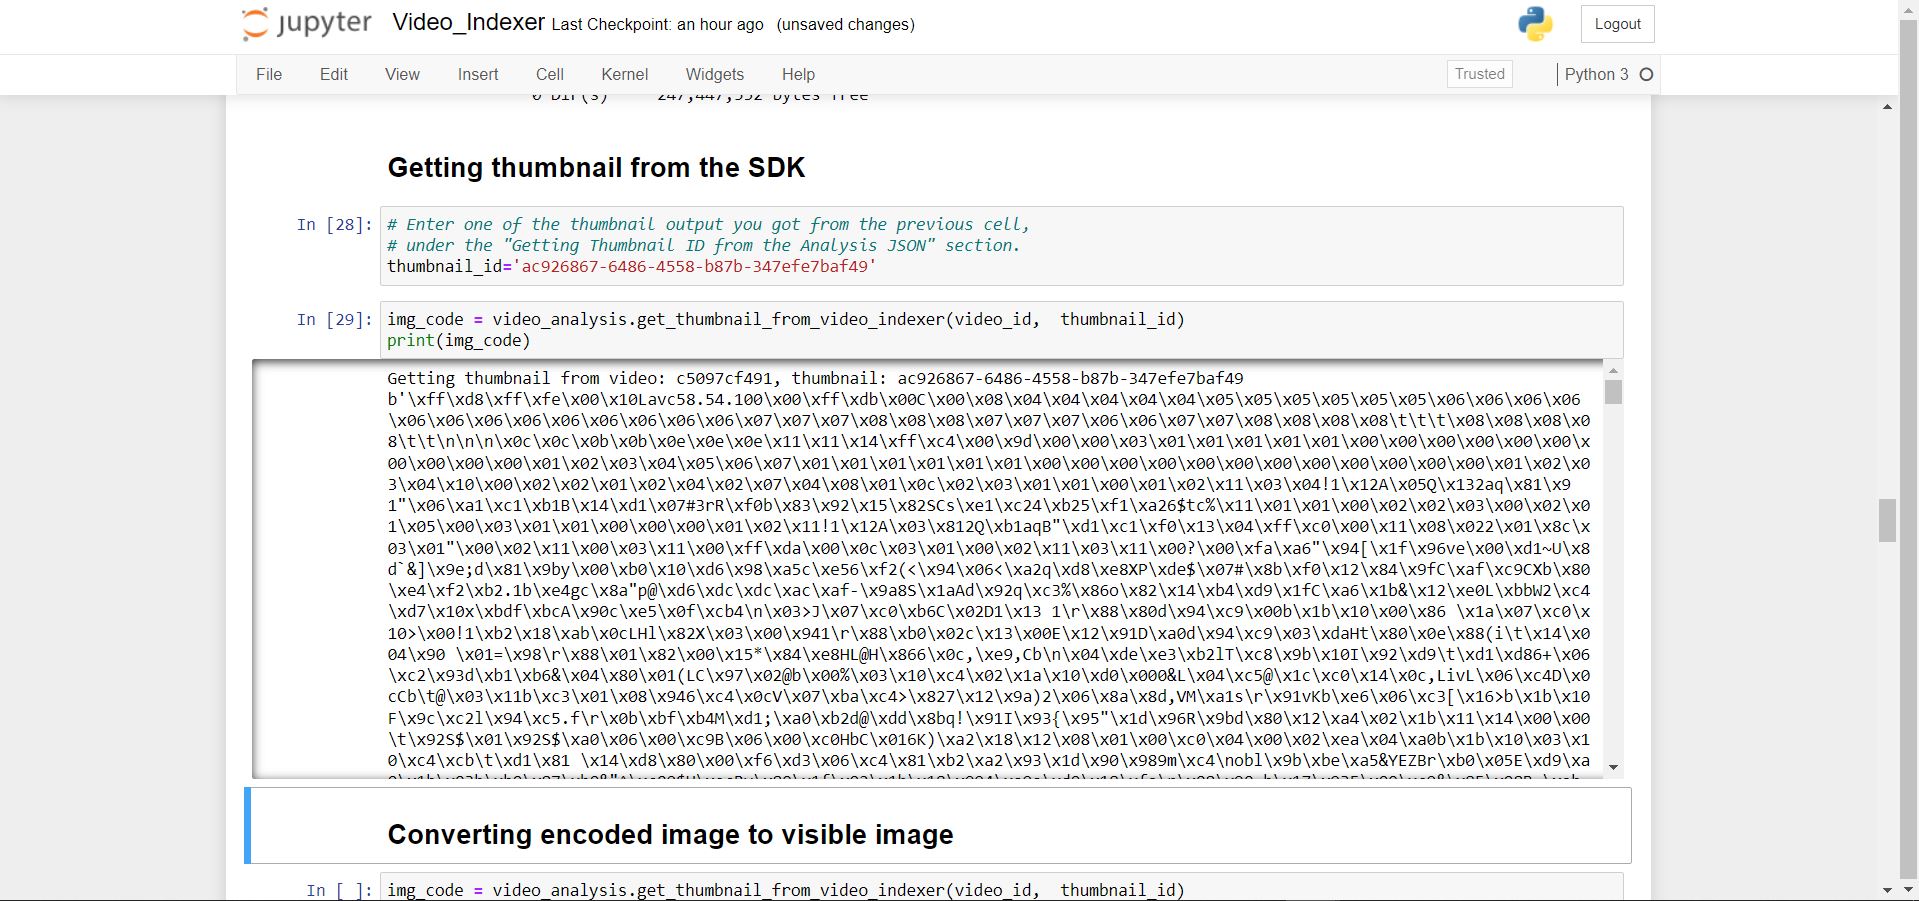 jupyter Video_Indexer Last Checkpoint: an hour ago (unsaved changes) Logout
File Edit View Insert Cell Kernel Widgets Help Trusted Python 3
0 Dir(s) 247,447,552 bytes free
Getting thumbnail from the SDK
In [28]: # Enter one of the thumbnail output you got from the previous cell,
# under the "Getting Thumbnail ID from the Analysis JSON" section.
thumbnail_id='ac926867-6486-4558-b87b-347efe7baf49'
In [29]: img_code = video_analysis.get_thumbnail_from_video_indexer(video_id,  thumbnail_id)
print(img_code)
Getting thumbnail from video: c5097cf491, thumbnail: ac926867-6486-4558-b87b-347efe7baf49
b'\xff\xd8\xff\xfe\x00\x10Lavc58.54.100\x00\xff\xdb\x00C\x00\x08\x04\x04\x04\x04\x04\x05\x05\x05\x05\x05\x05\x06\x06\x06\x06
\x06\x06\x06\x06\x06\x06\x06\x06\x07\x07\x07\x08\x08\x08\x07\x07\x07\x06\x06\x07\x07\x08\x08\x08\x08\t\t\t\x08\x08\x08\x0
8\t\t\n\n\n\x0c\x0c\x0b\x0b\x0e\x0e\x0e\x11\x11\x14\xff\xc4\x00\x9d\x00\x00\x03\x01\x01\x01\x01\x01\x00\x00\x00\x00\x00\x
00\x00\x00\x00\x01\x02\x03\x04\x05\x06\x07\x01\x01\x01\x01\x01\x01\x00\x00\x00\x00\x00\x00\x00\x00\x00\x00\x00\x01\x02\x0
3\x04\x10\x00\x02\x02\x01\x02\x04\x02\x07\x04\x08\x01\x0c\x02\x03\x01\x01\x00\x01\x02\x11\x03\x04!1\x12A\x05Q\x132aq\x81\x9
1"\x06\xa1\xc1\xb1B\x14\xd1\x07#3rR\xf0b\x83\x92\x15\x82SCs\xe1\xc24\xb25\xf1\xa26$tc%\x11\x01\x01\x00\x02\x02\x03\x00\x02\x0
1\x05\x00\x03\x01\x01\x00\x00\x00\x01\x02\x11!1\x12A\x03\x812Q\xb1aqB"\xd1\xc1\xf0\x13\x04\xff\xc0\x00\x11\x08\x022\x01\x8c\x
03\x01"\x00\x02\x11\x00\x03\x11\x00\xff\xda\x00\x0c\x03\x01\x00\x02\x11\x03\x11\x00?\x00\xfa\xa6"\x94[\x1f\x96ve\x00\xd1~U\x8
d`&]\x9e;d\x81\x9by\x00\xb0\x10\xd6\x98\xa5c\xe56\xf2(<\x94\x06<\xa2q\xd8\xe8XP\xde$\x07#\x8b\xf0\x12\x84\x9fC\xaf\xc9CXb\x80
\xe4\xf2\xb2.1b\xe4gc\x8a"p@\xd6\xdc\xdc\xac\xaf-\x9a8S\x1aAd\x92q\xc3%\x86o\x82\x14\xb4\xd9\x1fC\xa6\x1b&\x12\xe0L\xbbW2\xc4
\xd7\x10x\xbdf\xbcA\x90c\xe5\x0f\xcb4\n\x03>J\x07\xc0\xb6C\x02D1\x13 1\r\x88\x80d\x94\xc9\x00b\x1b\x10\x00\x86 \x1a\x07\xc0\x
10>\x00!1\xb2\x18\xab\x0cLHl\x82X\x03\x00\x941\r\x88\xb0\x02c\x13\x00E\x12\x91D\xa0d\x94\xc9\x03\xdaHt\x80\x0e\x88(i\t\x14\x0
04\x90 \x01=\x98\r\x88\x01\x82\x00\x15*\x84\xe8HL@H\x866\x0c,\xe9,Cb\n\x04\xde\xe3\xb2lT\xc8\x9b\x10I\x92\xd9\t\xd1\xd86+\x06
\xc2\x93d\xb1\xb6&\x04\x80\x01(LC\x97\x02@b\x00%\x03\x10\xc4\x02\x1a\x10\xd0\x000&L\x04\xc5@\x1c\xc0\x14\x0c,LivL\x06\xc4D\x0
cCb\t@\x03\x11b\xc3\x01\x08\x946\xc4\x0cV\x07\xba\xc4>\x827\x12\x9a)2\x06\x8a\x8d,VM\xa1s\r\x91vKb\xe6\x06\xc3[\x16>b\x1b\x10
F\x9c\xc2l\x94\xc5.f\r\x0b\xbf\xb4M\xd1;\xa0\xb2d@\xdd\x8bq!\x91I\x93{\x95"\x1d\x96R\x9bd\x80\x12\xa4\x02\x1b\x11\x14\x00\x00
\t\x92S$\x01\x92S$\xa0\x06\x00\xc9B\x06\x00\xc0HbC\x016K)\xa2\x18\x12\x08\x01\x00\xc0\x04\x00\x02\xea\x04\xa0b\x1b\x10\x03\x1
0\xc4\xcb\t\xd1\x81 \x14\xd8\x80\x00\xf6\xd3\x06\xc4\x81\xb2\xa2\x93\x1d\x90\x989m\xc4\nobl\x9b\xbe\xa5&YEZBr\xb0\x05E\xd9\xa
Converting encoded image to visible image
In [ ]: img_code = video_analysis.get_thumbnail_from_video_indexer(video_id,  thumbnail_id)